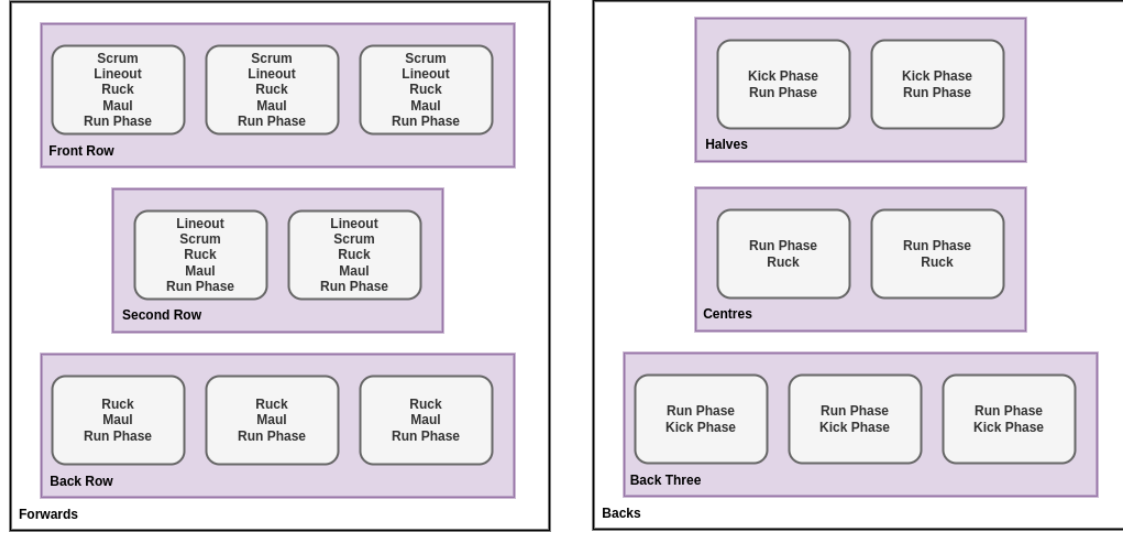 Scrum
Lineout
Ruck
Maul
Run Phase
Scrum
Lineout
Ruck
Maul
Run Phase
Scrum
Lineout
Ruck
Maul
Run Phase
Front Row
Lineout
Scrum
Ruck
Maul
Run Phase
Lineout
Scrum
Ruck
Maul
Run Phase
Second Row
Ruck
Maul
Run Phase
Ruck
Maul
Run Phase
Ruck
Maul
Run Phase
Back Row
Forwards
Kick Phase
Run Phase
Kick Phase
Run Phase
Halves
Run Phase
Ruck
Run Phase
Ruck
Centres
Run Phase
Kick Phase
Run Phase
Kick Phase
Run Phase
Kick Phase
Back Three
Backs